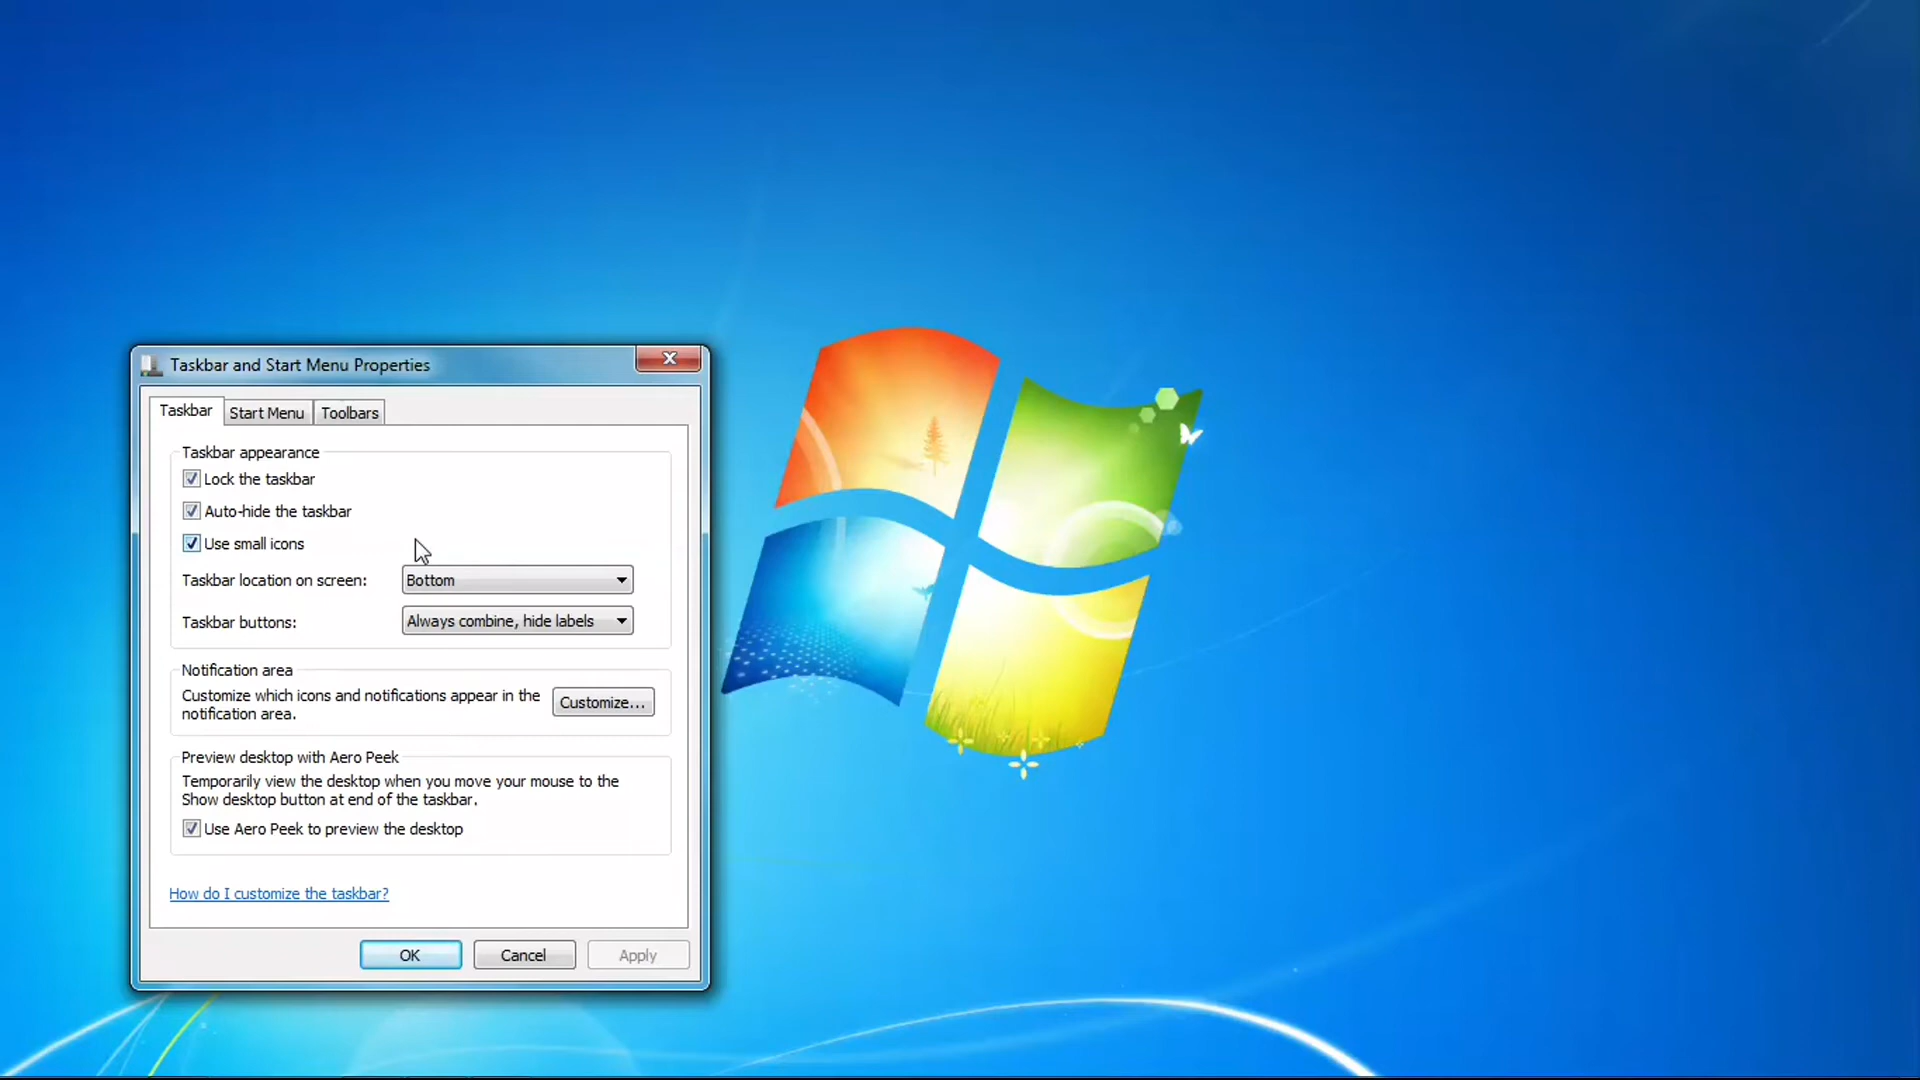 Taskbar and Start Menu Properties
Taskbar
Start Menu
Toolbars
Taskbar appearance
Lock the taskbar
Auto-hide the taskbar
Use small icons
Taskbar location on screen:
Bottom
Taskbar buttons:
Always combine, hide labels
Notification area
Customize which icons and notifications appear in the
notification area.
Customize...
Preview desktop with Aero Peek
Temporarily view the desktop when you move your mouse to the
Show desktop button at end of the taskbar.
Use Aero Peek to preview the desktop
How do I customize the taskbar?
OK
Cancel
Apply